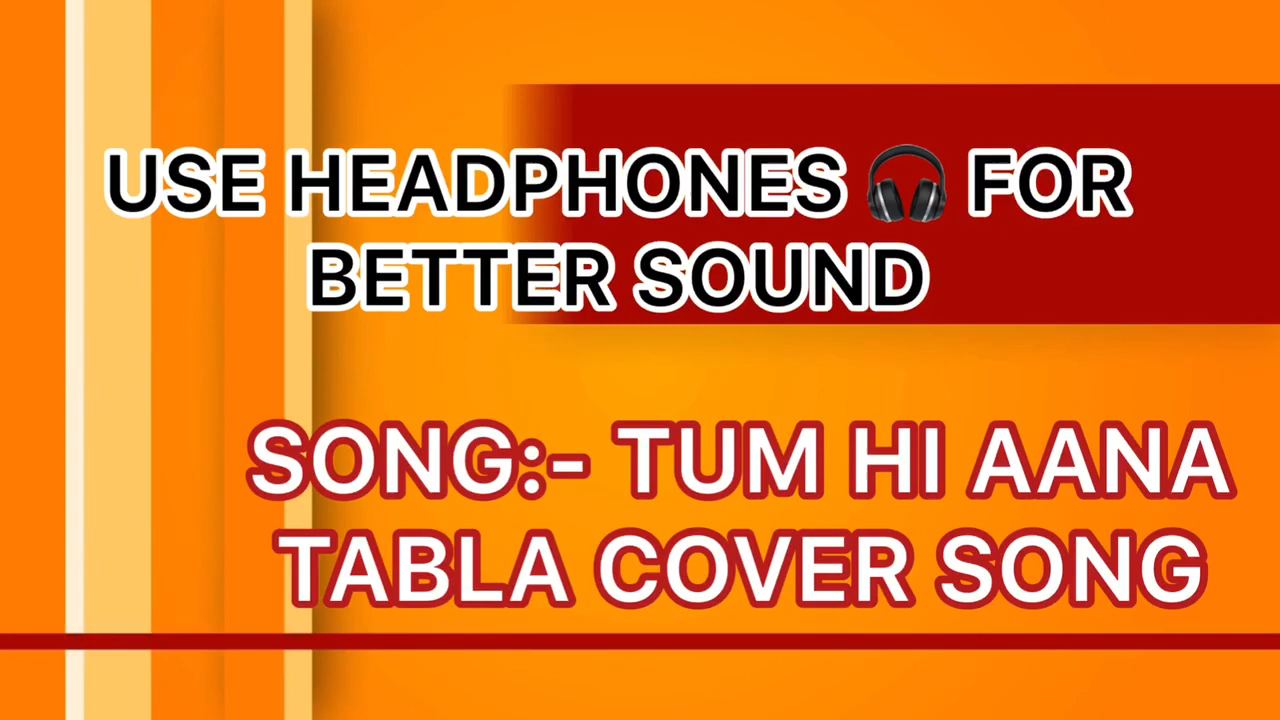 USE HEADPHONES 🎧 FOR
BETTER SOUND
SONG:- TUM HI AANA
TABLA COVER SONG